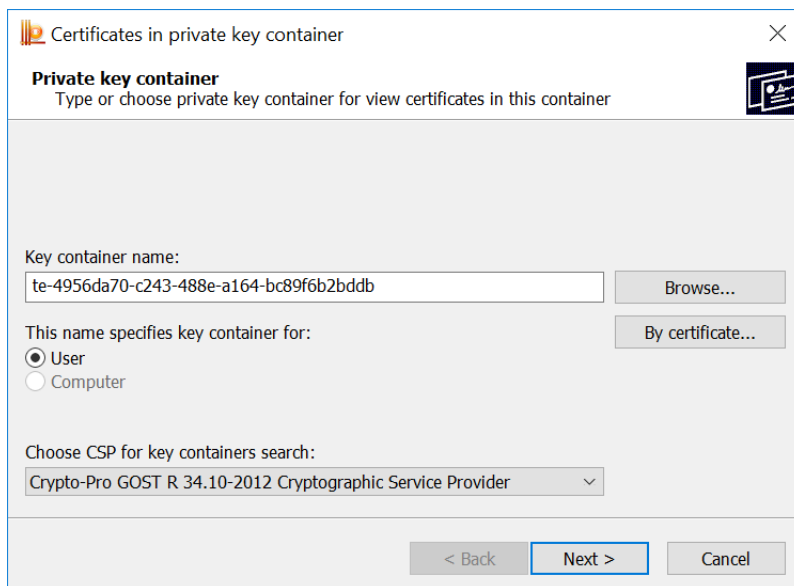 Certificates in private key container
Private key container
Type or choose private key container for view certificates in this container
Key container name:
te-4956da70-c243-488e-a164-bc89f6b2bddb
Browse...
This name specifies key container for:
By certificate...
User
Computer
Choose CSP for key containers search:
Crypto-Pro GOST R 34.10-2012 Cryptographic Service Provider
< Back
Next >
Cancel